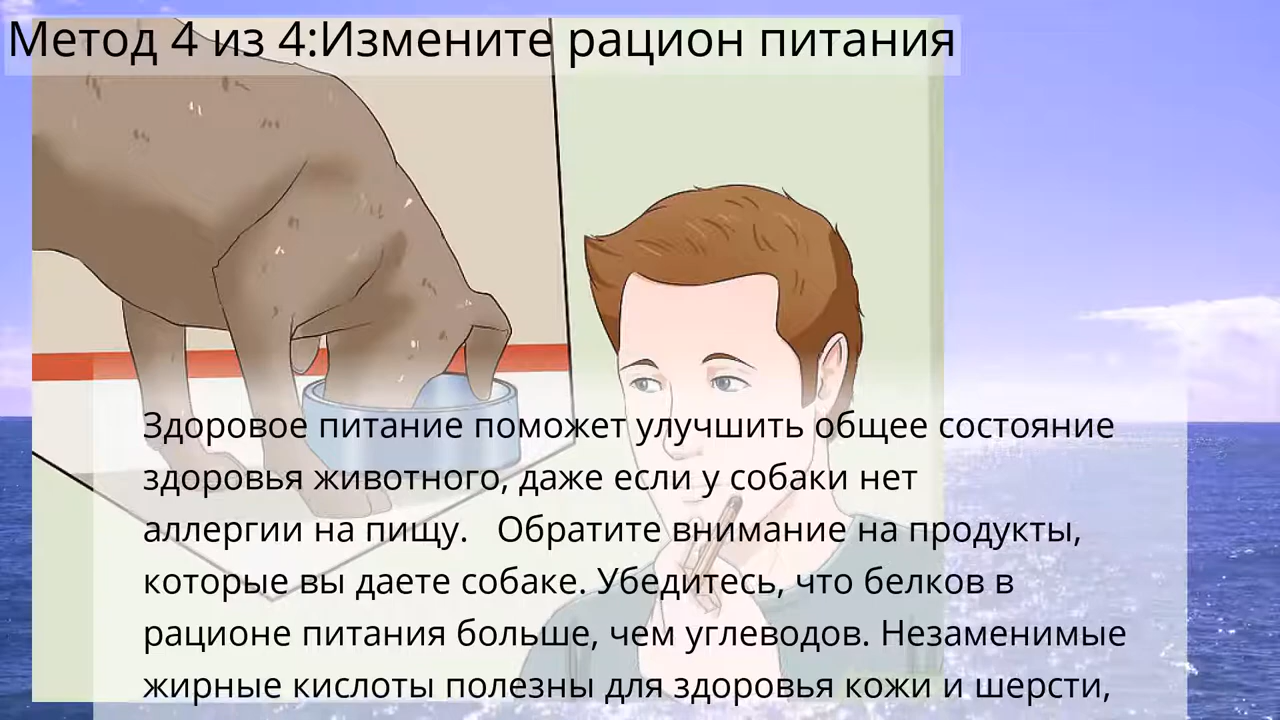 Метод 4 из 4:Измените рацион питания
Здоровое питание поможет улучшить общее состояние
здоровья животного, даже если у собаки нет
аллергии на пищу.   Обратите внимание на продукты,
которые вы даете собаке. Убедитесь, что белков в
рационе питания больше, чем углеводов. Незаменимые
жирные кислоты полезны для здоровья кожи и шерсти,